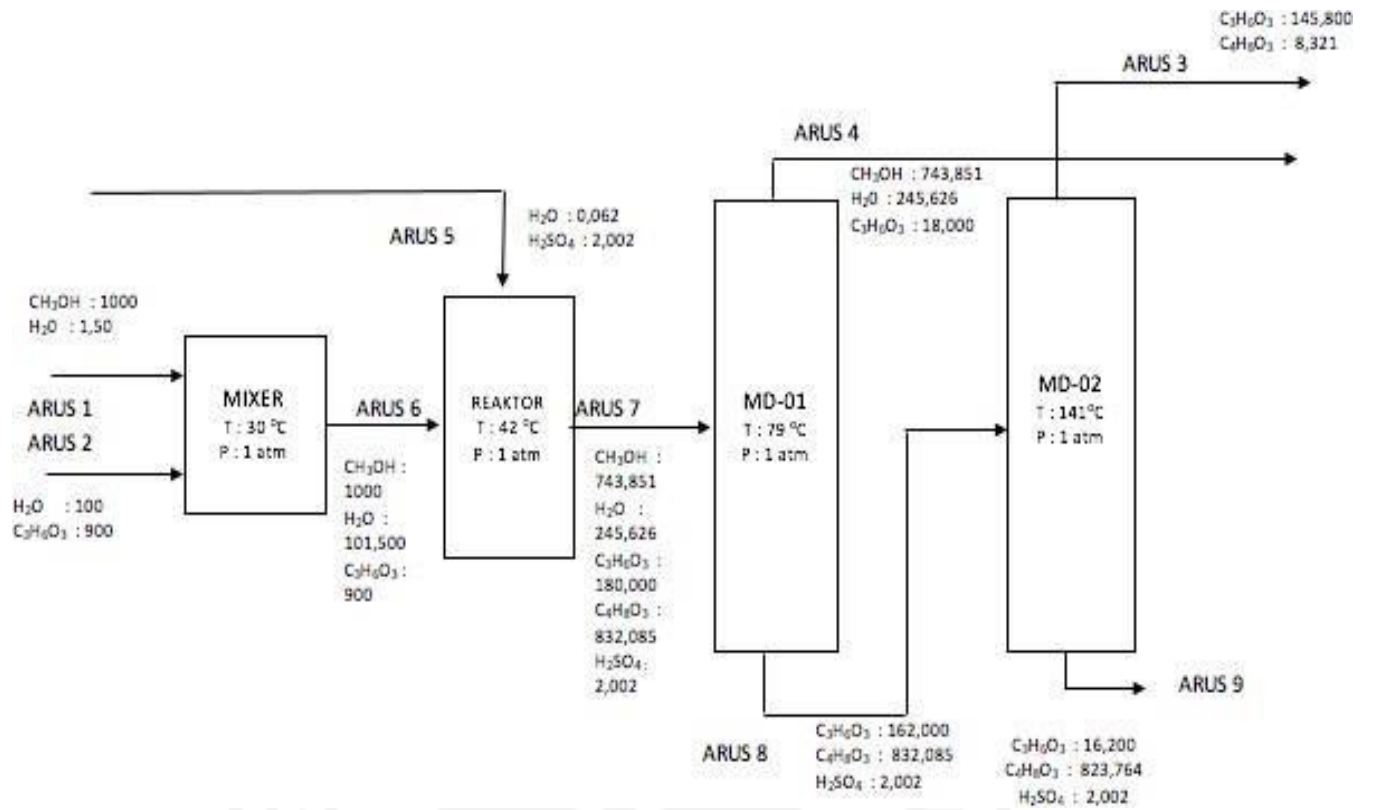 C₃H₆O₃ : 145,800
C₄H₈O₃ : 8,321
ARUS 3
ARUS 4
CH₃OH : 743,851
H₂O : 245,626
C₃H₆O₃ : 18,000
ARUS 5
H₂O : 0,062
H₂SO₄ : 2,002
CH₃OH : 1000
H₂O : 1,50
ARUS 1
ARUS 2
H₂O : 100
C₃H₆O₃ : 900
MIXER
T : 30 °C
P : 1 atm
ARUS 6
CH₃OH :
1000
H₂O :
101,500
C₃H₆O₃ :
900
REAKTOR
T : 42 °C
P : 1 atm
ARUS 7
CH₃OH :
743,851
H₂O :
245,626
C₃H₆O₃ :
180,000
C₄H₈O₃ :
832,085
H₂SO₄ :
2,002
MD-01
T : 79 °C
P : 1 atm
MD-02
T : 141°C
P : 1 atm
ARUS 8
C₃H₆O₃ : 162,000
C₄H₈O₃ : 832,085
H₂SO₄ : 2,002
ARUS 9
C₃H₆O₃ : 16,200
C₄H₈O₃ : 823,764
H₂SO₄ : 2,002